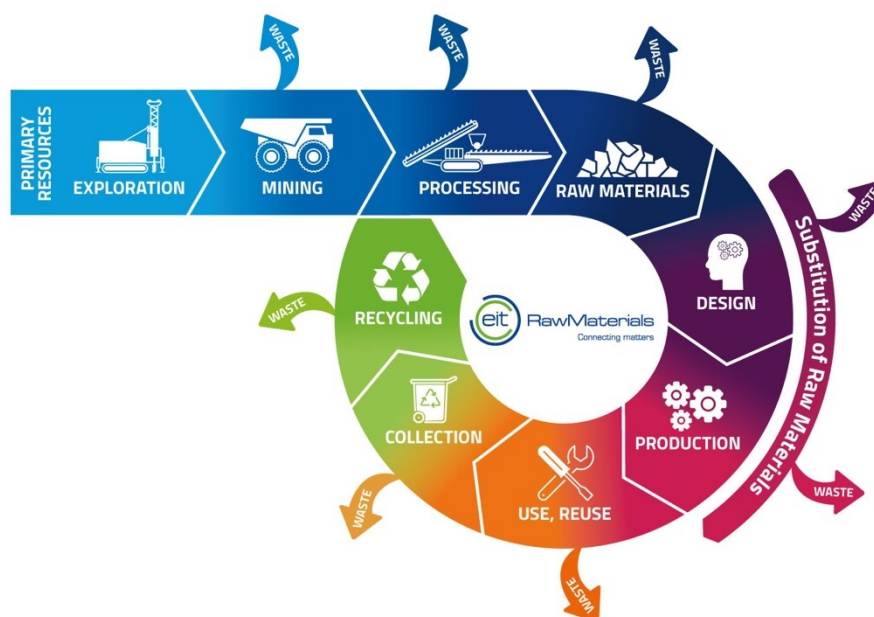 WASTE
WASTE
WASTE
PRIMARY
RESOURCES
EXPLORATION
MINING
PROCESSING
RAW MATERIALS
WASTE
Substitution of Raw Materials
DESIGN
RECYCLING
WASTE
eit RawMaterials
Connecting matters
COLLECTION
PRODUCTION
USE, REUSE
WASTE
WASTE
WASTE